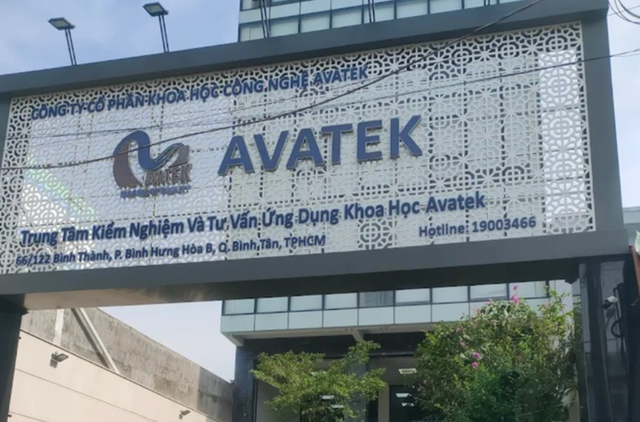 CÔNG TY CỔ PHẦN KHOA HỌC CÔNG NGHỆ AVATEK
AVATEK
AVATEK
Trung Tâm Kiểm Nghiệm Và Tư Vấn Ứng Dụng Khoa Học Avatek
66/122 Bình Thành, P. Bình Hưng Hòa B, Q. Bình Tân, TPHCM
Hotline: 19003466